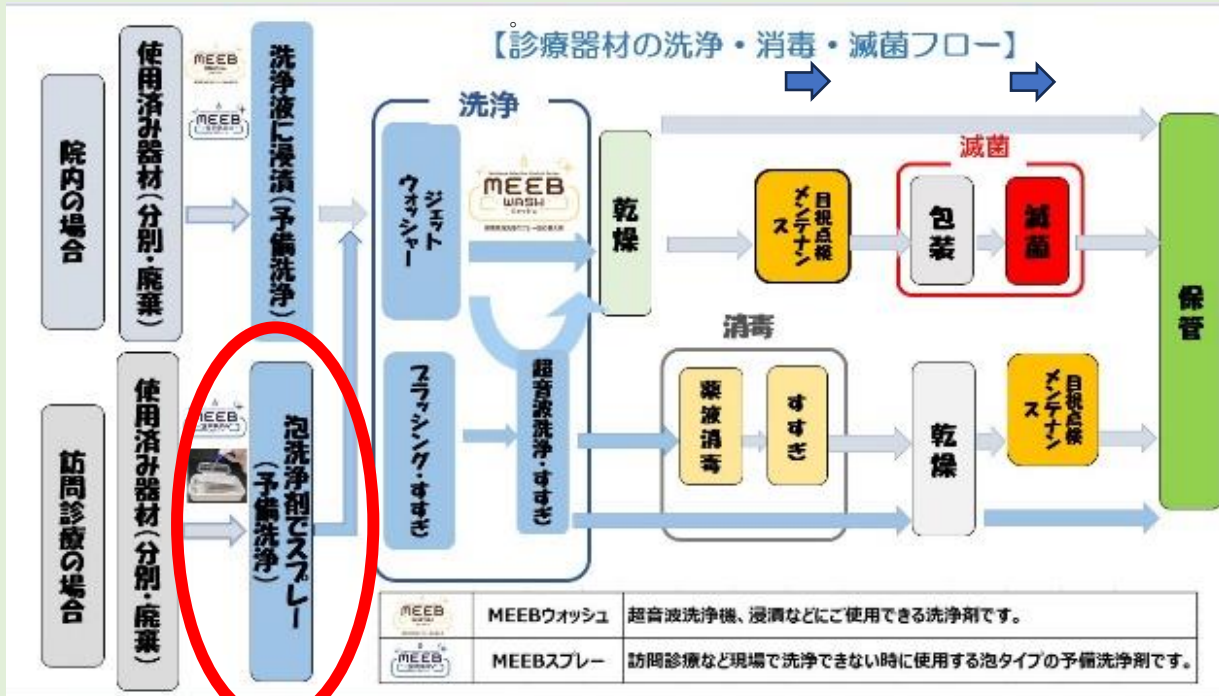 【診療器材の洗浄・消毒・滅菌フロー】
院内の場合
使用済み器材(分別・廃棄)
MEEB
MEEB
洗浄液に浸漬(予備洗浄)
訪問診療の場合
使用済み器材(分別・廃棄)
MEEB
泡洗浄剤でスプレー
(予備洗浄)
洗浄
ジェット
ウォッシャー
MEEB
WASH
ブラッシング・すすぎ
超音波洗浄・すすぎ
乾燥
目視点検
メンテナンス
滅菌
包装
滅菌
消毒
薬液消毒
すすぎ
乾燥
目視点検
メンテナンス
保管
MEEB
WASH
MEEBウォッシュ
超音波洗浄機、浸漬などにご使用できる洗浄剤です。
MEEB
MEEBスプレー
訪問診療など現場で洗浄できない時に使用する泡タイプの予備洗浄剤です。